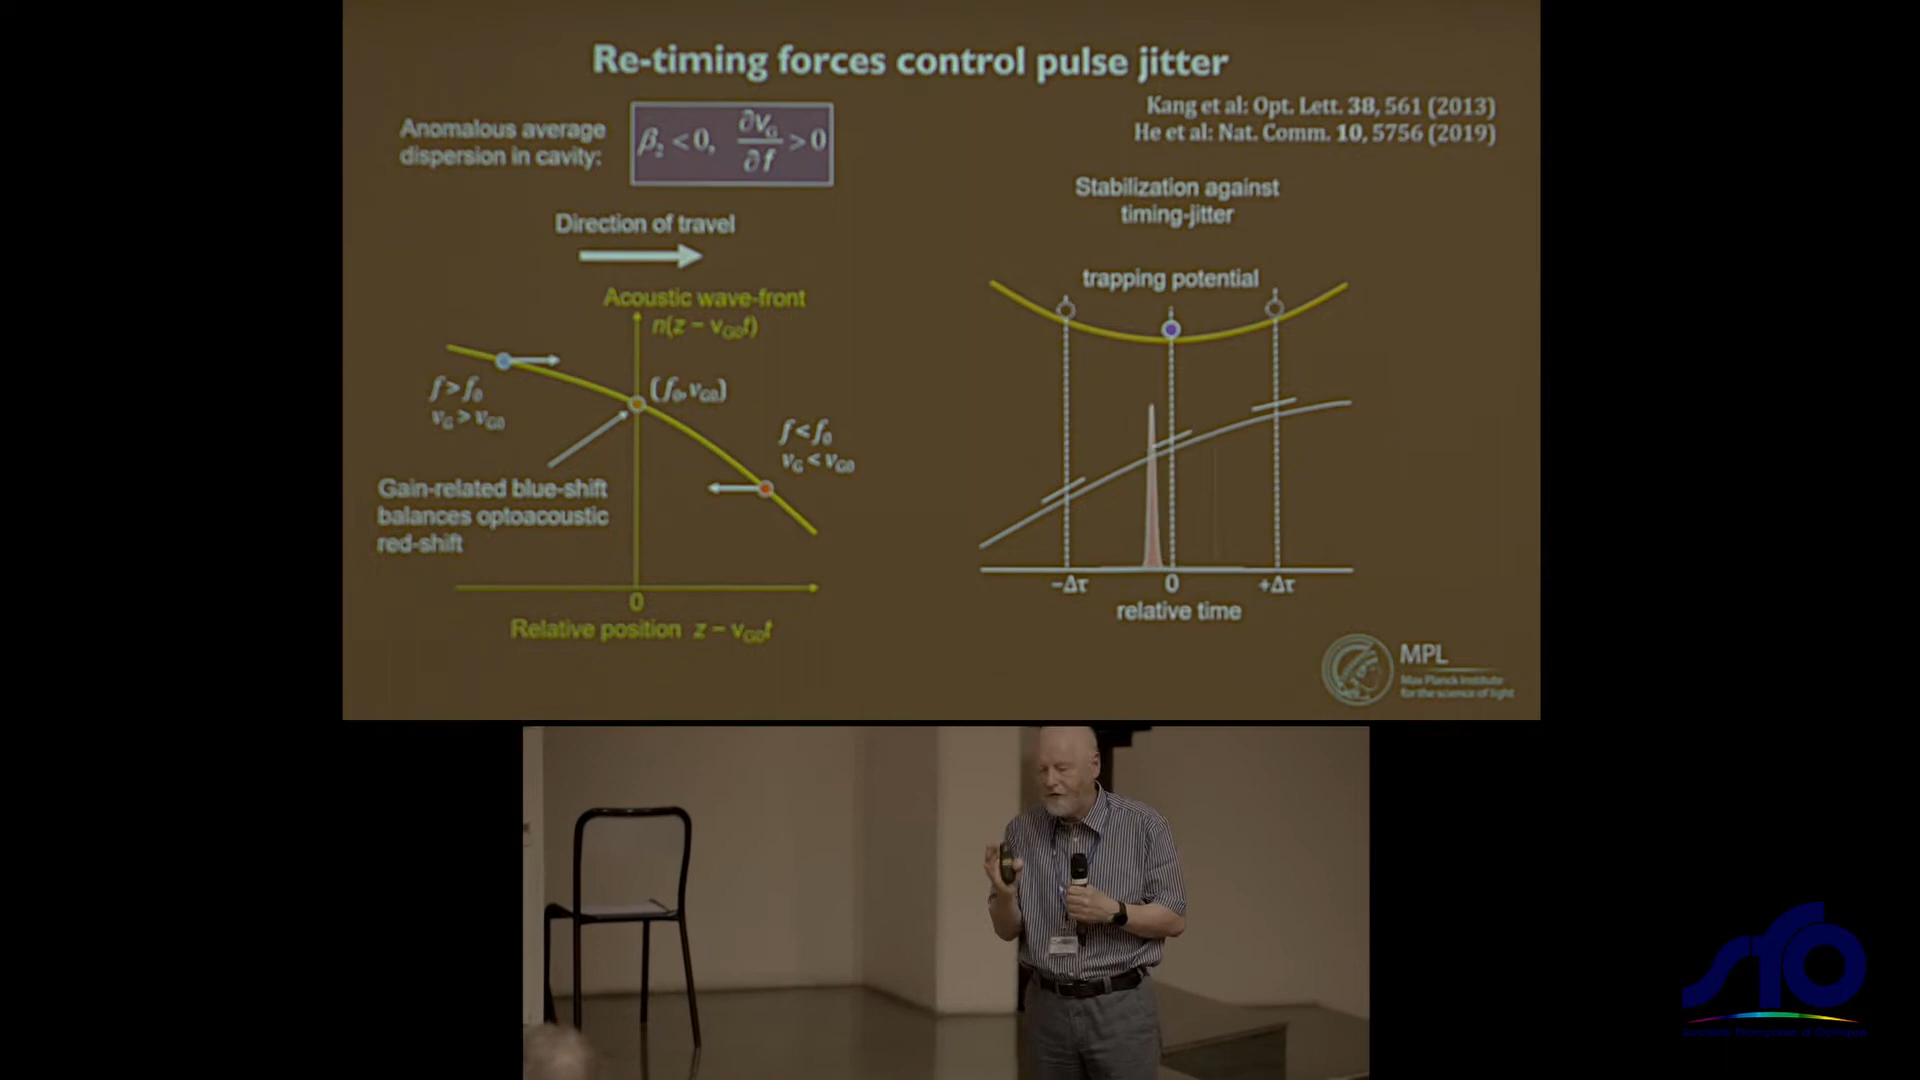 Re-timing forces control pulse jitter
Kang et al: Opt. Lett. 38, 561 (2013)
He et al: Nat. Comm. 10, 5756 (2019)
Anomalous average
dispersion in cavity:
β₂ < 0, ∂v_G/∂f > 0
Direction of travel
Acoustic wave-front
n(z − v_G0 t)
f > f₀
v_G > v_G0
(f₀, v_G0)
f < f₀
v_G < v_G0
Gain-related blue-shift
balances optoacoustic
red-shift
0
Relative position z − v_G0 t
Stabilization against
timing-jitter
trapping potential
−Δτ 0 +Δτ
relative time
MPL
Max Planck Institute
for the science of light
sfo